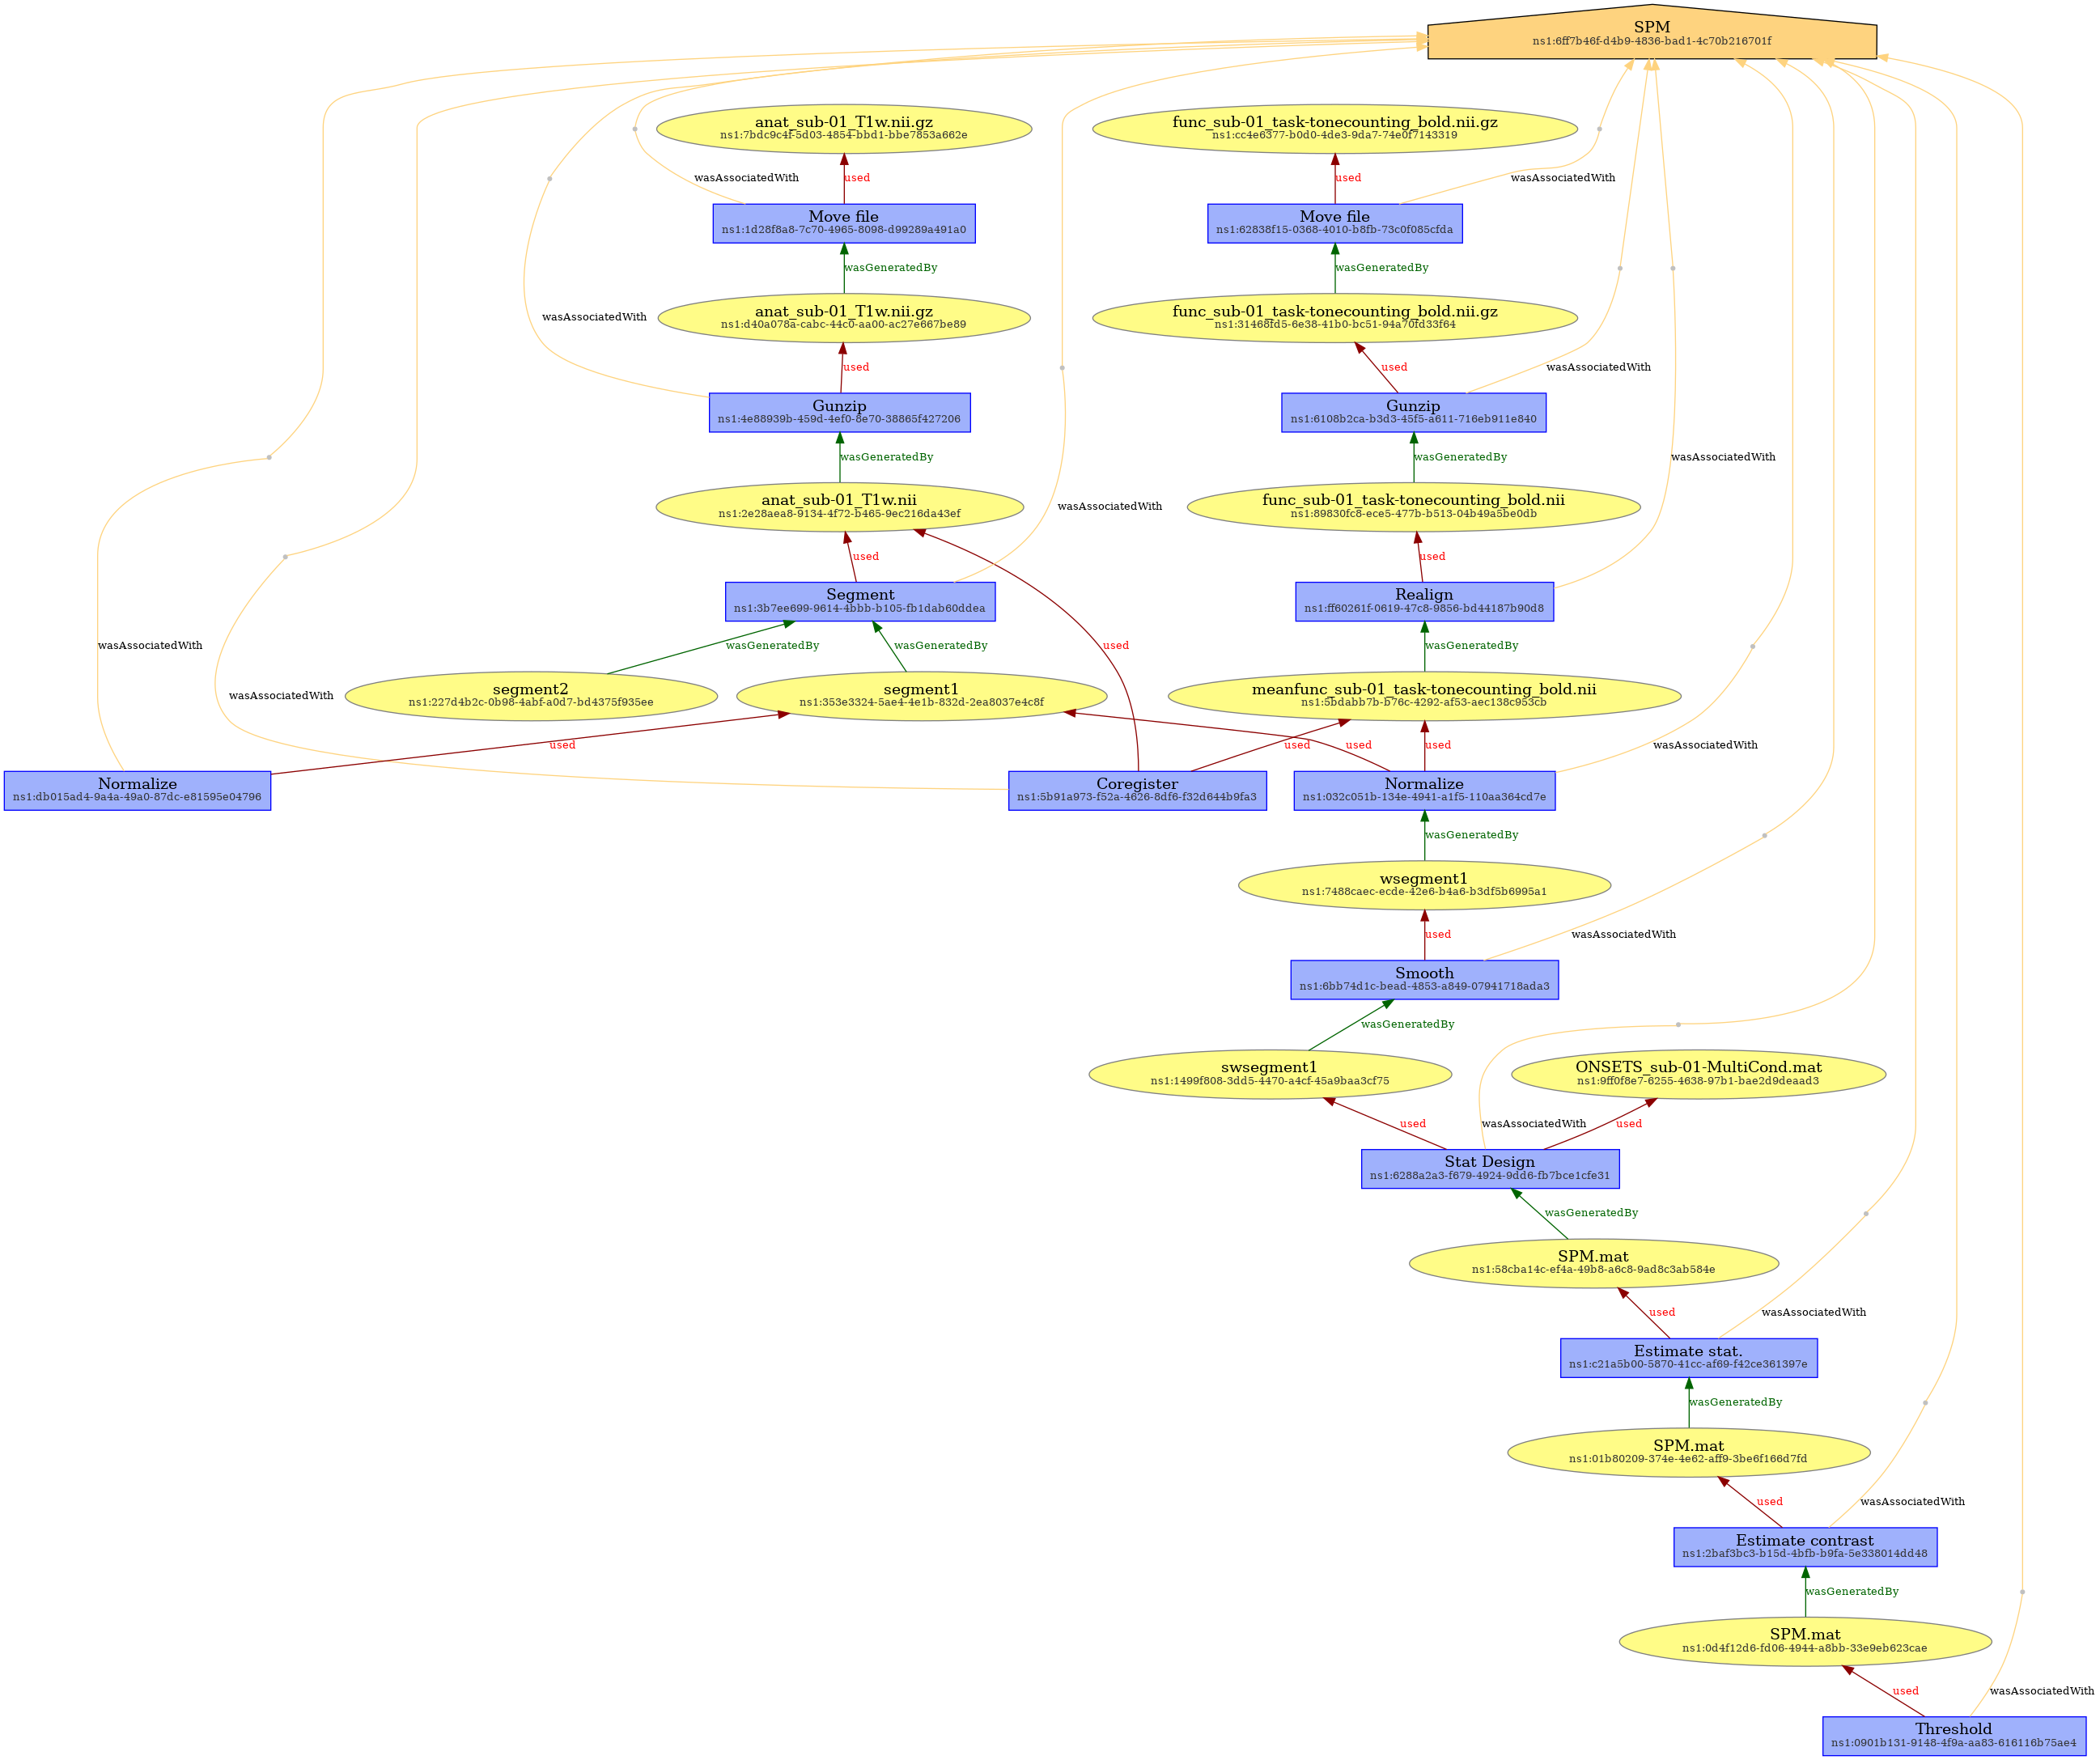 SPM
ns1:6ff7b46f-d4b9-4836-bad1-4c70b216701f
anat_sub-01_T1w.nii.gz
ns1:7bdc9c4f-5d03-4854-bbd1-bbe7853a662e
func_sub-01_task-tonecounting_bold.nii.gz
ns1:cc4e6377-b0d0-4de3-9da7-74e0f7143319
wasAssociatedWith
used
used
wasAssociatedWith
Move file
ns1:1d28f8a8-7c70-4965-8098-d99289a491a0
Move file
ns1:62838f15-0368-4010-b8fb-73c0f085cfda
wasGeneratedBy
wasGeneratedBy
wasAssociatedWith
anat_sub-01_T1w.nii.gz
ns1:d40a078a-cabc-44c0-aa00-ac27e667be89
func_sub-01_task-tonecounting_bold.nii.gz
ns1:31468fd5-6e38-41b0-bc51-94a70fd33f64
used
used
wasAssociatedWith
Gunzip
ns1:4e88939b-459d-4ef0-8e70-38865f427206
Gunzip
ns1:6108b2ca-b3d3-45f5-a611-716eb911e840
wasGeneratedBy
wasGeneratedBy
wasAssociatedWith
anat_sub-01_T1w.nii
ns1:2e28aea8-9134-4f72-b465-9ec216da43ef
wasAssociatedWith
func_sub-01_task-tonecounting_bold.nii
ns1:89830fc8-ece5-477b-b513-04b49a5be0db
used
used
Segment
ns1:3b7ee699-9614-4bbb-b105-fb1dab60ddea
Realign
ns1:ff60261f-0619-47c8-9856-bd44187b90d8
wasAssociatedWith
wasGeneratedBy
wasGeneratedBy
used
wasGeneratedBy
wasAssociatedWith
segment2
ns1:227d4b2c-0b98-4abf-a0d7-bd4375f935ee
segment1
ns1:353e3324-5ae4-4e1b-832d-2ea8037e4c8f
meanfunc_sub-01_task-tonecounting_bold.nii
ns1:5bdabb7b-b76c-4292-af53-aec138c953cb
used
used
used
used
wasAssociatedWith
Normalize
ns1:db015ad4-9a4a-49a0-87dc-e81595e04796
Coregister
ns1:5b91a973-f52a-4626-8df6-f32d644b9fa3
Normalize
ns1:032c051b-134e-4941-a1f5-110aa364cd7e
wasGeneratedBy
wsegment1
ns1:7488caec-ecde-42e6-b4a6-b3df5b6995a1
used
wasAssociatedWith
Smooth
ns1:6bb74d1c-bead-4853-a849-07941718ada3
wasGeneratedBy
swsegment1
ns1:1499f808-3dd5-4470-a4cf-45a9baa3cf75
ONSETS_sub-01-MultiCond.mat
ns1:9ff0f8e7-6255-4638-97b1-bae2d9deaad3
used
wasAssociatedWith
used
Stat Design
ns1:6288a2a3-f679-4924-9dd6-fb7bce1cfe31
wasGeneratedBy
SPM.mat
ns1:58cba14c-ef4a-49b8-a6c8-9ad8c3ab584e
used
wasAssociatedWith
Estimate stat.
ns1:c21a5b00-5870-41cc-af69-f42ce361397e
wasGeneratedBy
SPM.mat
ns1:01b80209-374e-4e62-aff9-3be6f166d7fd
used
wasAssociatedWith
Estimate contrast
ns1:2baf3bc3-b15d-4bfb-b9fa-5e338014dd48
wasGeneratedBy
SPM.mat
ns1:0d4f12d6-fd06-4944-a8bb-33e9eb623cae
used
wasAssociatedWith
Threshold
ns1:0901b131-9148-4f9a-aa83-616116b75ae4